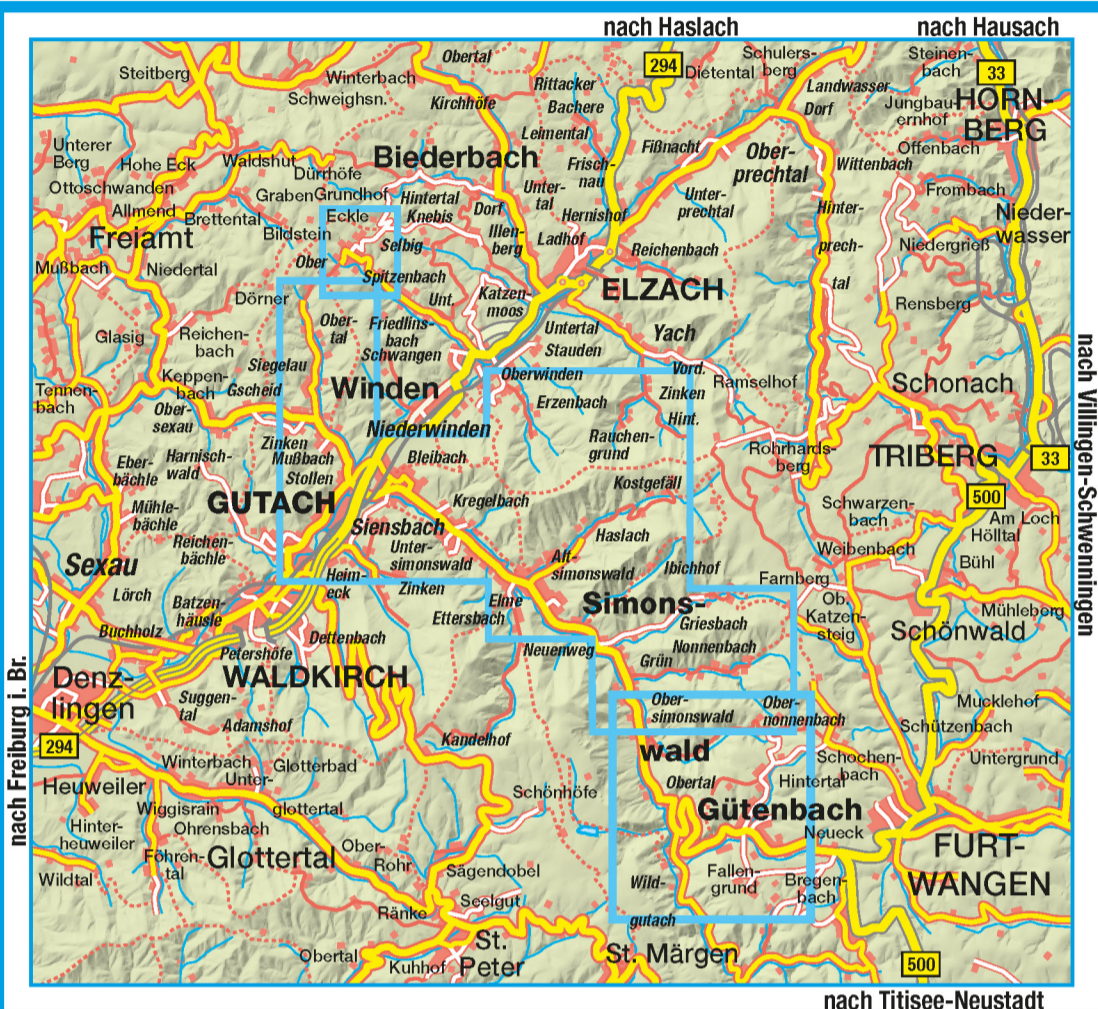 nach Haslach
nach Hausach
Obertal
294
Schulers-
berg
Steinen-
bach
33
Steitberg
Winterbach
Schweighsn.
Kirchhöfe
Rittacker
Bachere
Dietental
Landwasser
Dorf
Jungbau-
ernhof
HORN-
BERG
Leimental
Unterer
Berg
Hohe Eck
Waldshut
Dürrhöfe
Biederbach
Frisch-
nau
Fißnacht
Ober-
prechtal
Wittenbach
Offenbach
Ottoschwanden
Graben
Grundhof
Hintertal
Knebis
Dorf
Unter-
tal
Hernishof
Unter-
prechtal
Frombach
Allmend
Brettental
Eckle
Freiamt
Bildstein
Selbig
Illen-
berg
Ladhof
Reichenbach
Hinter-
prech-
tal
Nieder-
wasser
Niedergrieß
Mußbach
Niedertal
Ober
Spitzenbach
Unt.
Katzen-
moos
ELZACH
Rensberg
Dörner
Ober-
tal
Friedlins-
bach
Schwangen
Untertal
Stauden
Yach
Glasig
Reichen-
bach
Siegelau
Oberwinden
Vord.
Zinken
Hint.
Ramselhof
Schonach
Tennen-
bach
Keppen-
bach
Gscheid
Winden
Erzenbach
Ober-
sexau
Niederwinden
Rauchen-
grund
Rohrhards-
berg
TRIBERG
33
Zinken
Mußbach
Stollen
Bleibach
Kostgefäll
500
Eber-
bächle
Harnisch-
wald
GUTACH
Kregelbach
Schwarzen-
bach
Am Loch
Hölltal
Mühle-
bächle
Siensbach
Haslach
Reichen-
bächle
Unter-
simonswald
Alt-
simonswald
Ibichhof
Weibenbach
Bühl
Sexau
Heim-
eck
Zinken
Farnberg
Lörch
Batzen-
häusle
Elme
Simons-
Ob.
Katzen-
steig
Mühleberg
Ettersbach
Griesbach
Schönwald
Buchholz
Dettenbach
Neuenweg
Nonnenbach
Petershöfe
Grün
Denz-
lingen
WALDKIRCH
Suggen-
tal
Ober-
simonswald
Ober-
nonnenbach
Mucklehof
Adamshof
Kandelhof
Schützenbach
294
wald
Winterbach
Glotterbad
Schochen-
bach
Untergrund
Heuweiler
Unter-
glottertal
Obertal
Hintertal
Schönhöfe
Wiggisrain
Gütenbach
Hinter-
heuweiler
Ohrensbach
Neueck
FURT-
WANGEN
Föhren-
tal
Glottertal
Ober-
Rohr
Wildtal
Sägendobel
Wild-
gutach
Fallen-
grund
Bregen-
bach
Ränke
Seelgut
Obertal
St.
Peter
St. Märgen
Kuhhof
500
nach Freiburg i. Br.
nach Villingen-Schwenningen
nach Titisee-Neustadt